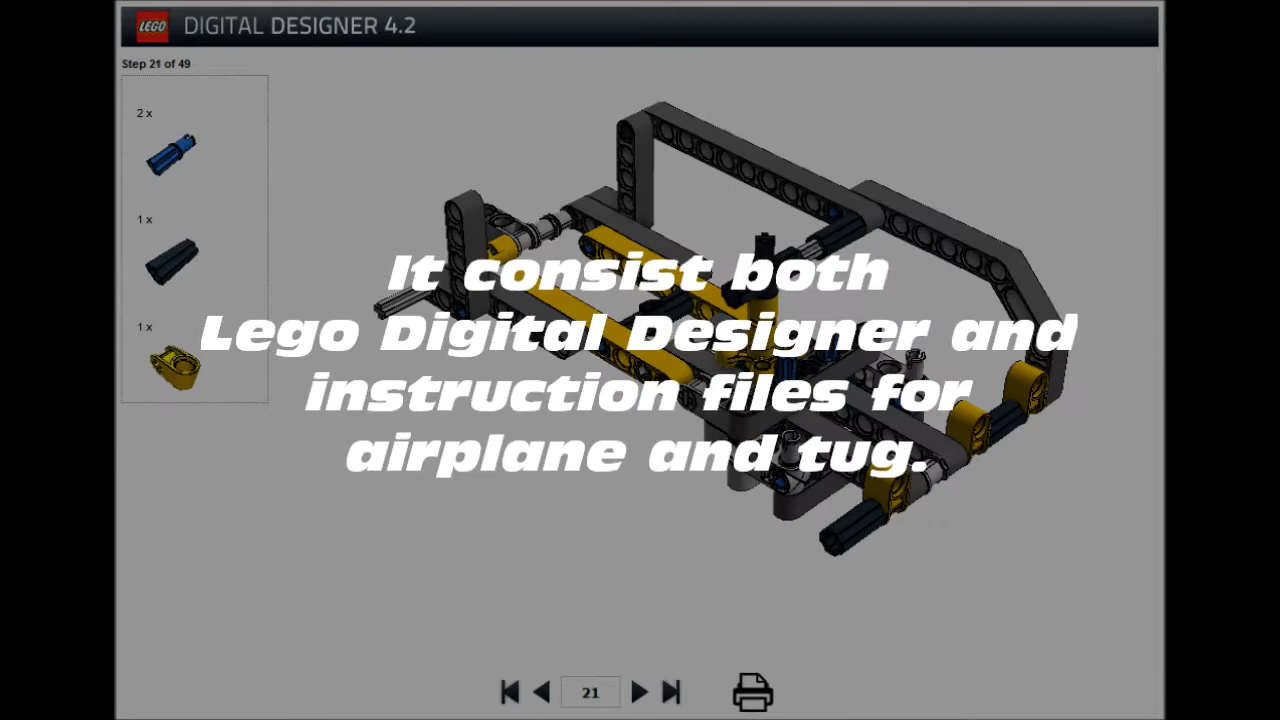 LEGO DIGITAL DESIGNER 4.2
Step 21 of 49
2 x
1 x
1 x
It consist both
Lego Digital Designer and
instruction files for
airplane and tug.
21